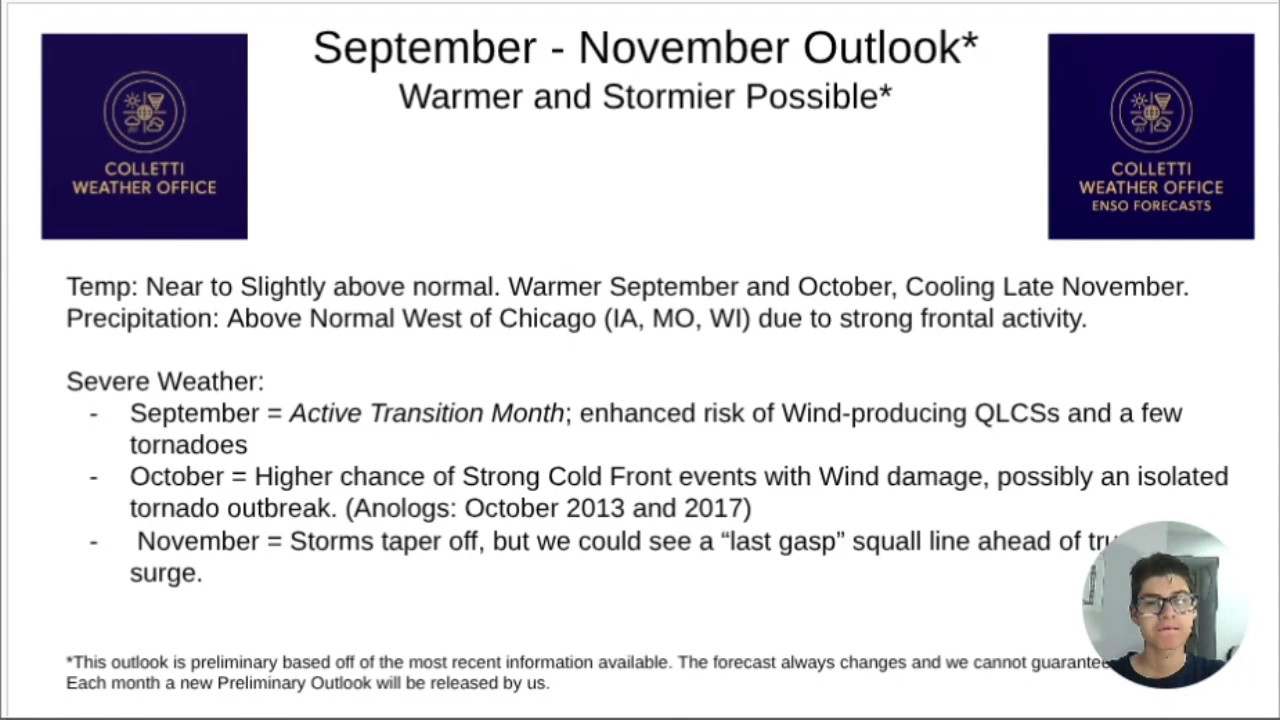 September - November Outlook*
Warmer and Stormier Possible*
COLLETTI
WEATHER OFFICE
COLLETTI
WEATHER OFFICE
ENSO FORECASTS
Temp: Near to Slightly above normal. Warmer September and October, Cooling Late November.
Precipitation: Above Normal West of Chicago (IA, MO, WI) due to strong frontal activity.
Severe Weather:
- September = Active Transition Month; enhanced risk of Wind-producing QLCSs and a few
tornadoes
- October = Higher chance of Strong Cold Front events with Wind damage, possibly an isolated
tornado outbreak. (Anologs: October 2013 and 2017)
- November = Storms taper off, but we could see a “last gasp” squall line ahead of
surge.
*This outlook is preliminary based off of the most recent information available. The forecast always changes and we cannot guarantee
Each month a new Preliminary Outlook will be released by us.